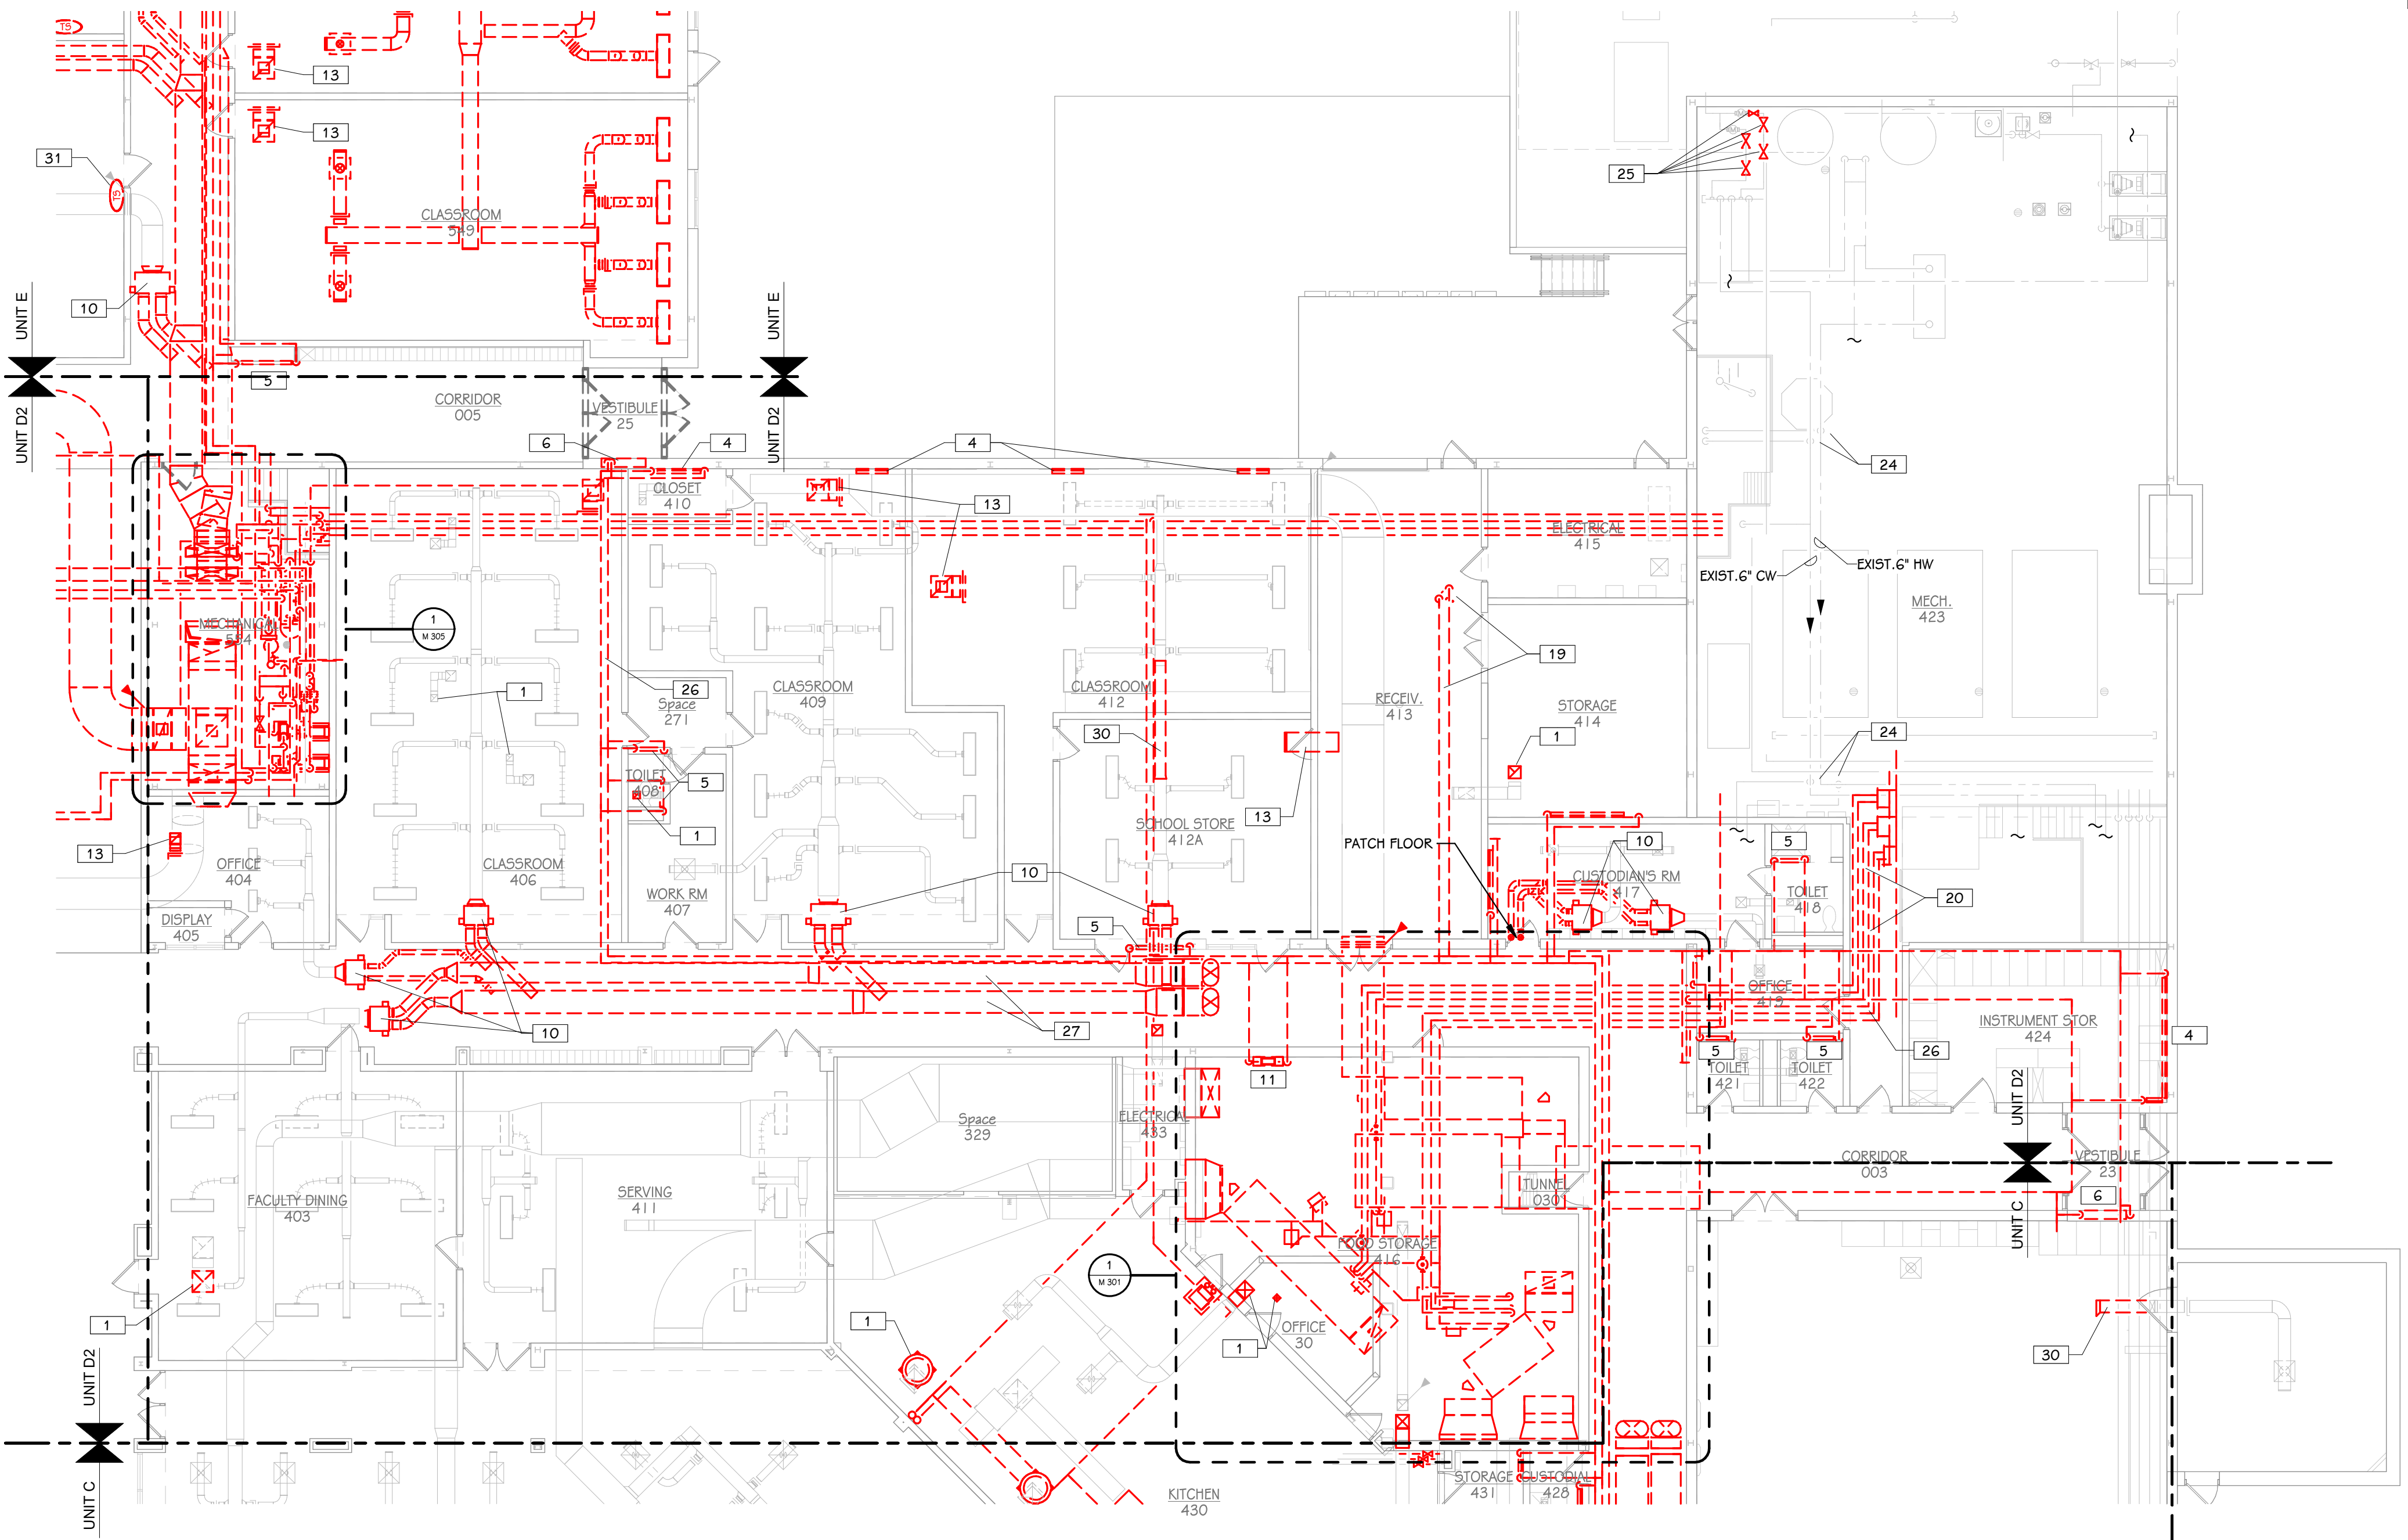 TS
13
13
31
TS
25
CLASSROOM
549
10
UNIT E
UNIT D2
UNIT E
UNIT D2
5
CORRIDOR
005
VESTIBULE
25
6
4
4
24
CLOSET
410
13
ELECTRICAL
415
EXIST.6" CW
EXIST.6" HW
MECH.
423
MECHANICAL
554
1
M 305
1
26
Space
271
CLASSROOM
409
CLASSROOM
412
RECEIV.
413
19
STORAGE
414
30
1
24
TOILET
408
5
1
13
SCHOOL STORE
412A
13
OFFICE
404
CLASSROOM
406
10
PATCH FLOOR
10
5
CUSTODIAN'S RM
417
TOILET
418
20
DISPLAY
405
WORK RM
407
5
OFFICE
419
10
27
INSTRUMENT STOR
424
4
11
5
5
26
TOILET
421
TOILET
422
UNIT D2
UNIT C
Space
329
ELECTRICAL
433
CORRIDOR
003
VESTIBULE
23
FACULTY DINING
403
SERVING
411
TUNNEL
030
6
FOOD STORAGE
416
1
M 301
1
1
OFFICE
30
1
30
UNIT D2
UNIT C
STORAGE
431
CUSTODIAL
428
KITCHEN
430